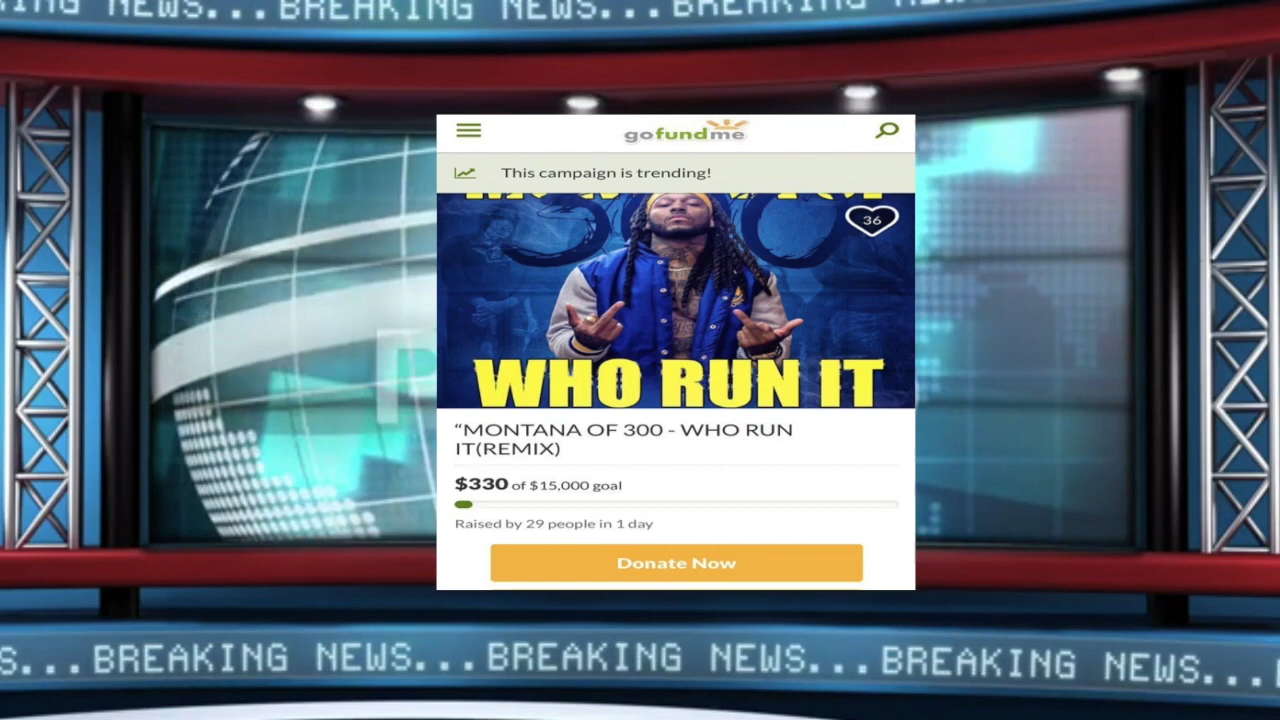 NEWS...BREAKING NEWS...BREAKING NEWS...
gofundme
This campaign is trending!
300
36
WHO RUN IT
“MONTANA OF 300 - WHO RUN
IT(REMIX)
$330 of $15,000 goal
Raised by 29 people in 1 day
Donate Now
S...BREAKING NEWS...BREAKING NEWS...BREAKING NEWS...